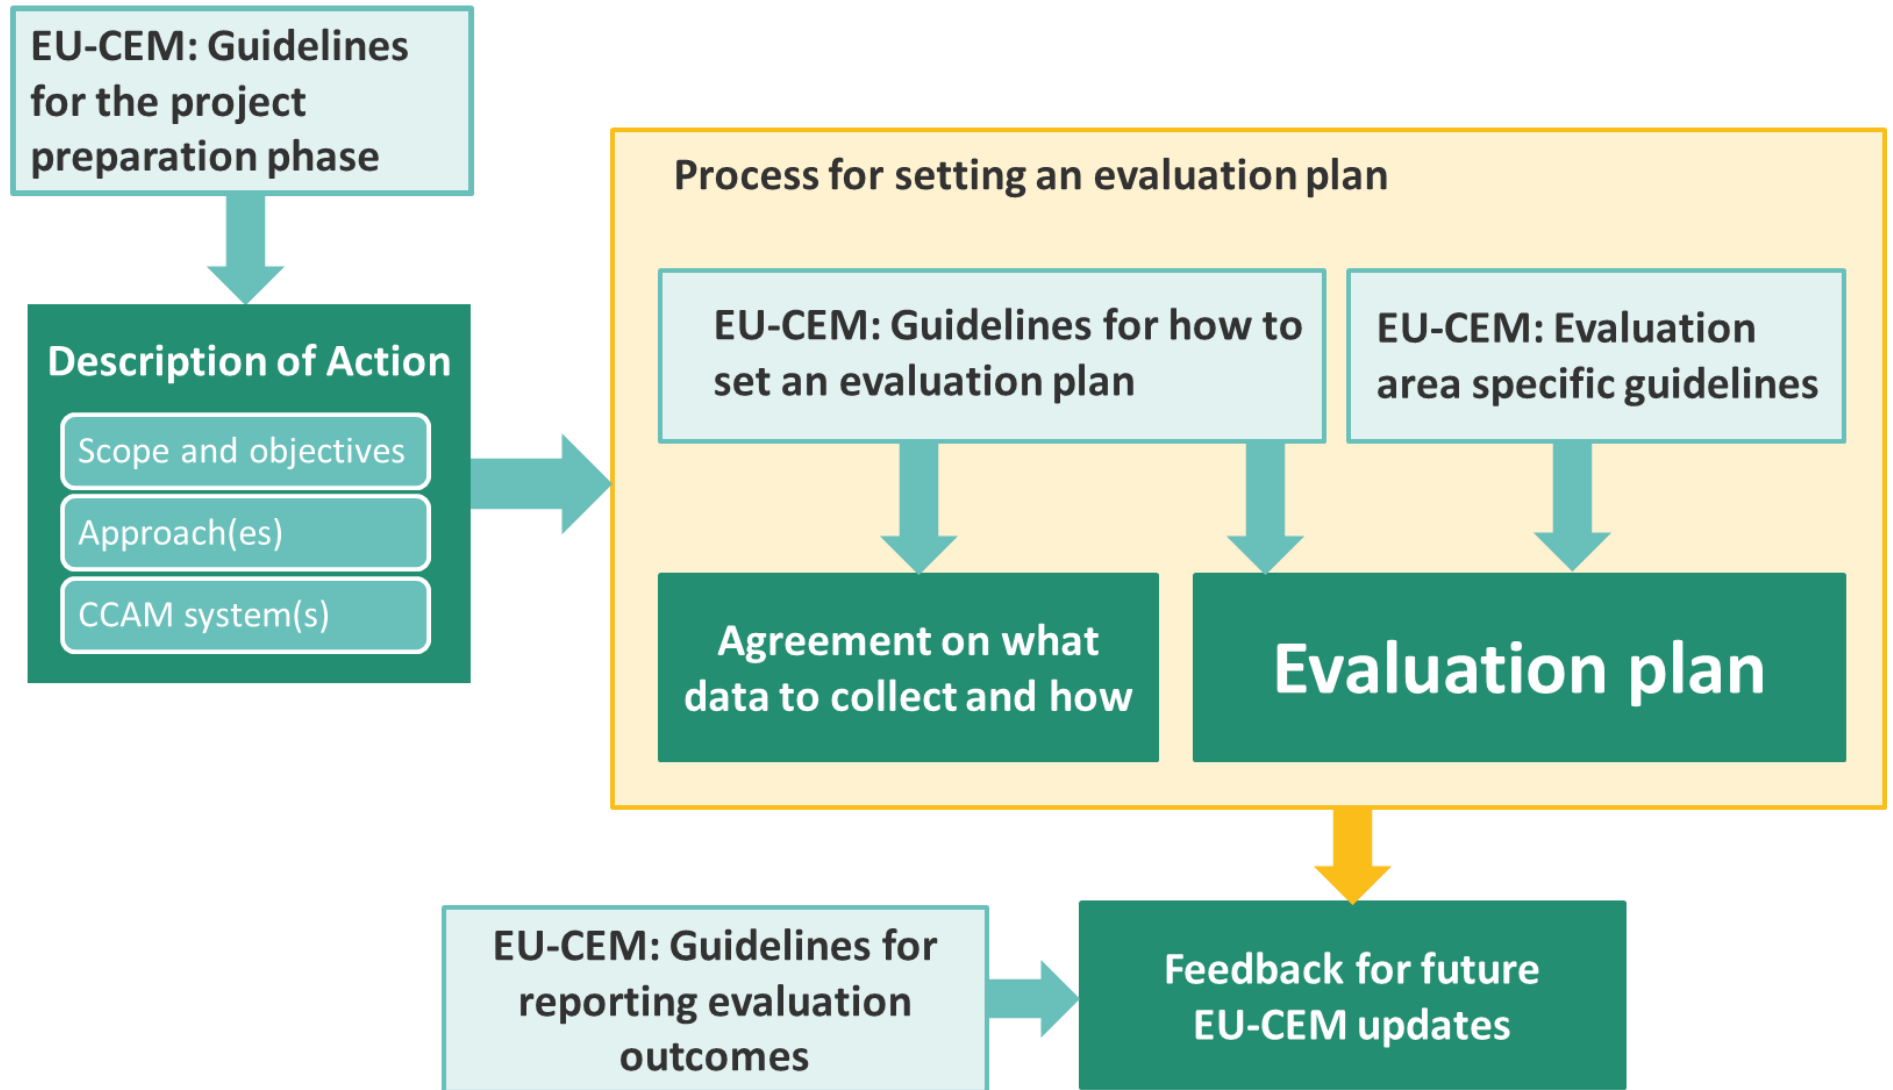 EU-CEM: Guidelines
for the project
preparation phase
Description of Action
Scope and objectives
Approach(es)
CCAM system(s)
Process for setting an evaluation plan
EU-CEM: Guidelines for how to
set an evaluation plan
EU-CEM: Evaluation
area specific guidelines
Agreement on what
data to collect and how
Evaluation plan
EU-CEM: Guidelines for
reporting evaluation
outcomes
Feedback for future
EU-CEM updates